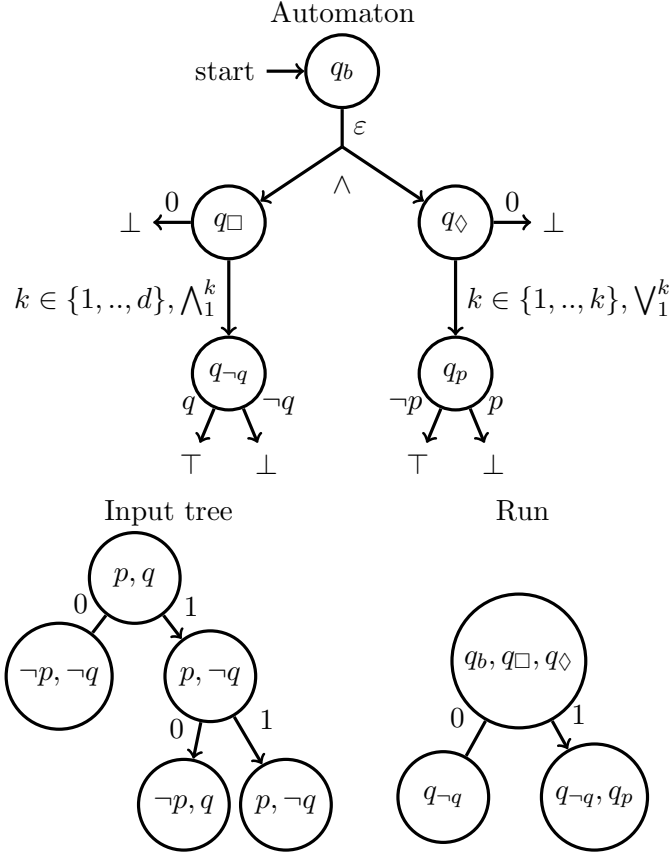 Automaton
start q_b
ε
∧
⊥ 0 q_□ q_◊ 0 ⊥
k ∈ {1, .., d}, ⋀_1^k k ∈ {1, .., k}, ⋁_1^k
q_{¬q} q_p
q ¬q ¬p p
⊤ ⊥ ⊤ ⊥
Input tree Run
p, q
0 1
¬p, ¬q p, ¬q q_b, q_□, q_◊
0 1 0 1
¬p, q p, ¬q q_{¬q} q_{¬q}, q_p